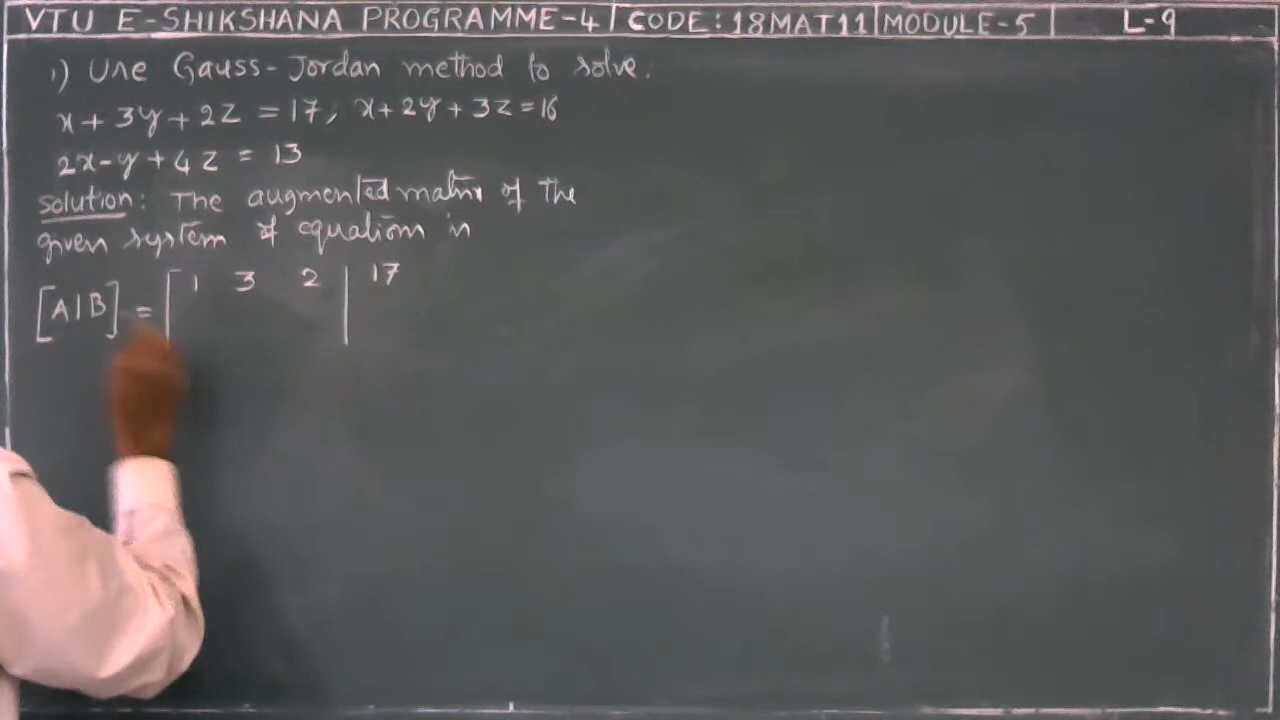 VTU E-SHIKSHANA PROGRAMME-4 | CODE:18MAT11 | MODULE-5 | L-9
1) Use Gauss-Jordan method to solve.
x + 3y + 2z = 17, x + 2y + 3z = 16
2x - y + 4z = 13
solution: The augmented matrix of the
given system of equations is
[A|B] = [ 1 3 2 | 17